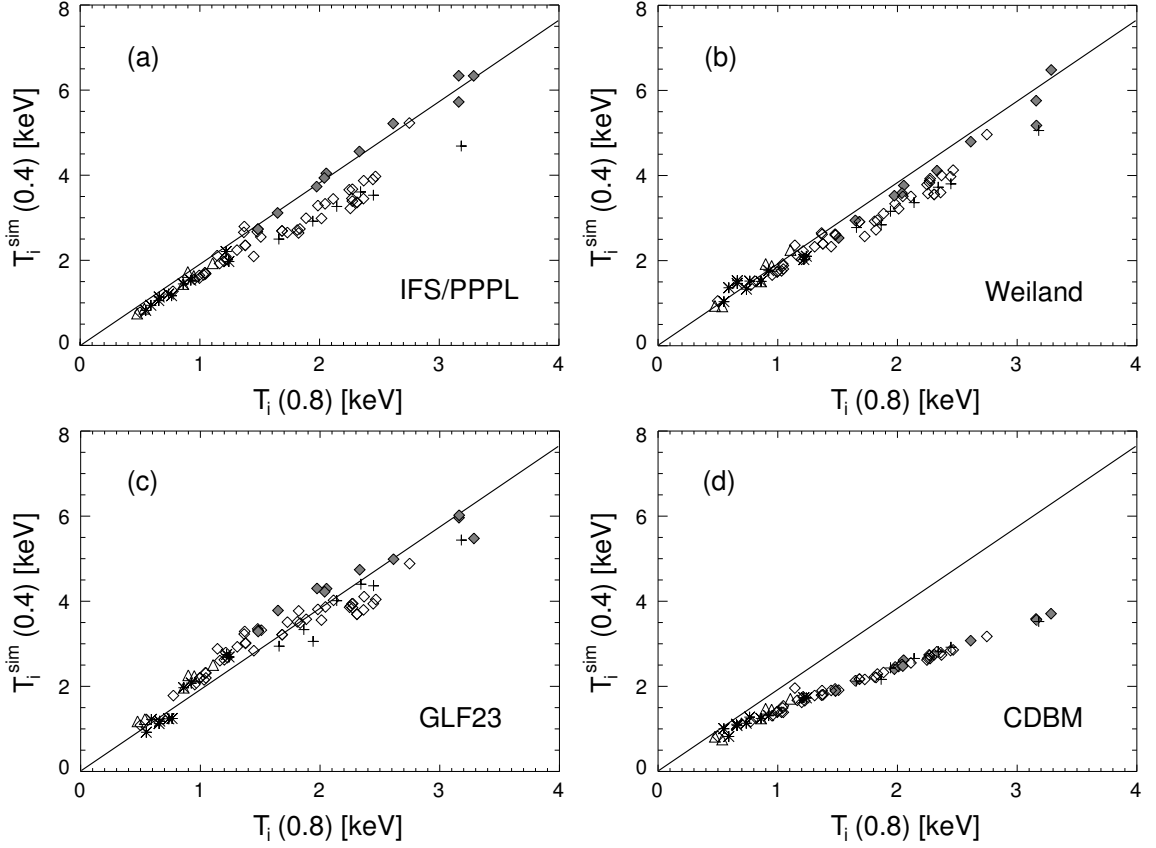 8
(a)
6
4
2
0
T_i^sim (0.4) [keV]
IFS/PPPL
0 1 2 3 4
T_i (0.8) [keV]
8
(b)
6
4
2
0
T_i^sim (0.4) [keV]
Weiland
0 1 2 3 4
T_i (0.8) [keV]
8
(c)
6
4
2
0
T_i^sim (0.4) [keV]
GLF23
0 1 2 3 4
T_i (0.8) [keV]
8
(d)
6
4
2
0
T_i^sim (0.4) [keV]
CDBM
0 1 2 3 4
T_i (0.8) [keV]